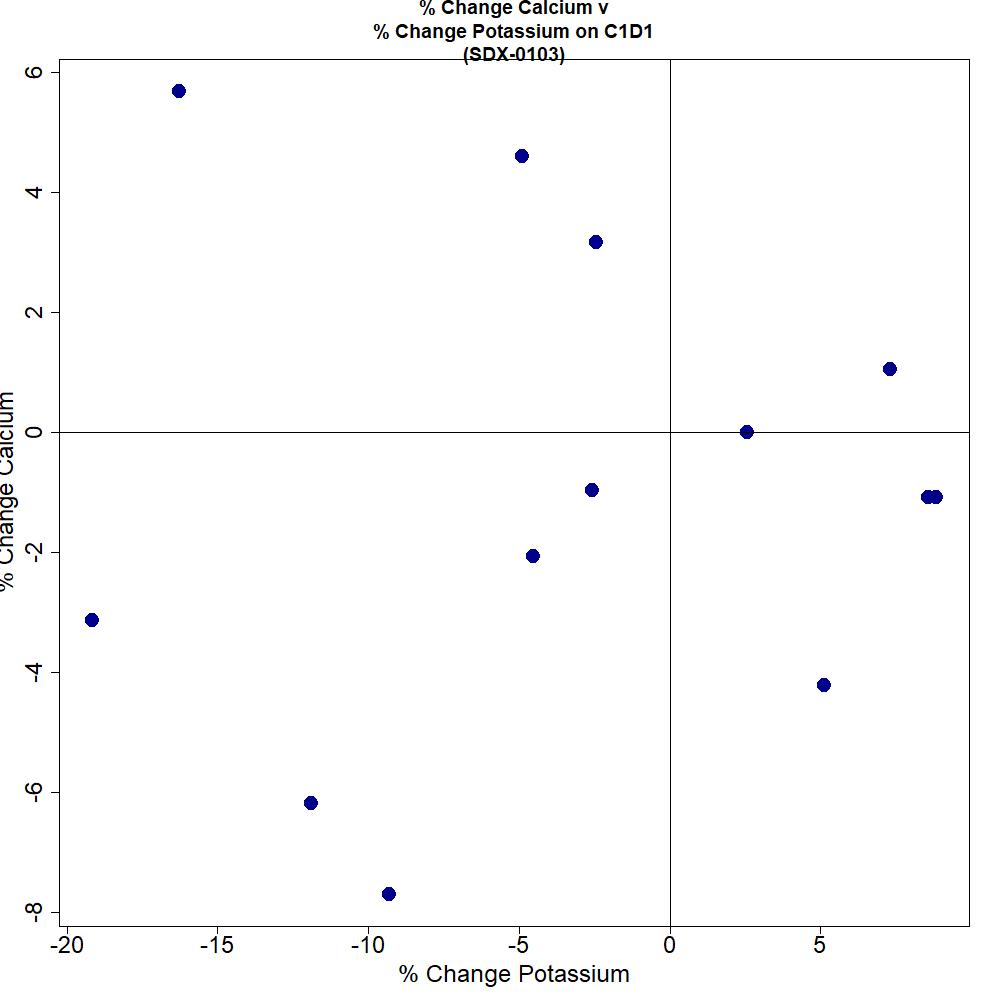 % Change Calcium v
% Change Potassium on C1D1
(SDX-0103)
6
4
2
0
-2
-4
-6
-8
% Change Calcium
-20
-15
-10
-5
0
5
% Change Potassium